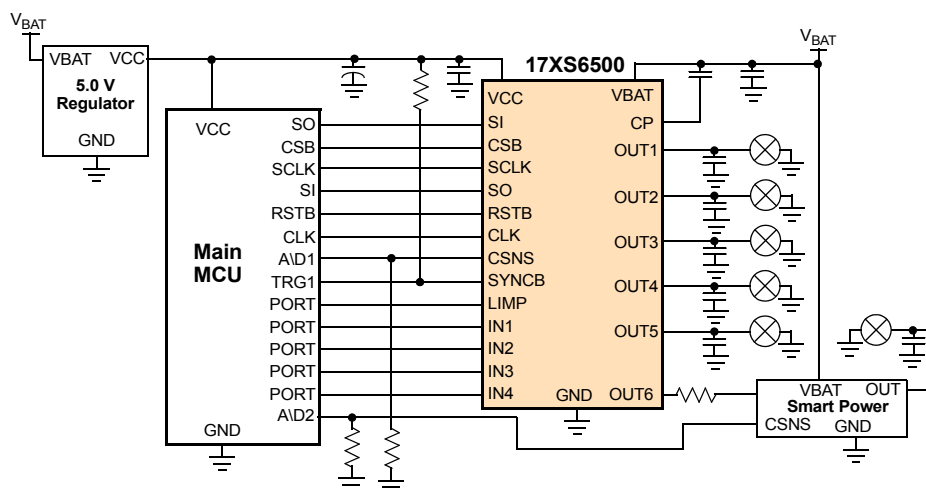 VBAT
VBAT VCC
5.0 V
Regulator
GND
VCC
SO
CSB
SCLK
SI
RSTB
CLK
A\D1
TRG1
PORT
PORT
PORT
PORT
PORT
A\D2
Main
MCU
GND
17XS6500
VCC
SI
CSB
SCLK
SO
RSTB
CLK
CSNS
SYNCB
LIMP
IN1
IN2
IN3
IN4
GND
VBAT
CP
OUT1
OUT2
OUT3
OUT4
OUT5
OUT6
VBAT
VBAT OUT
Smart Power
CSNS GND